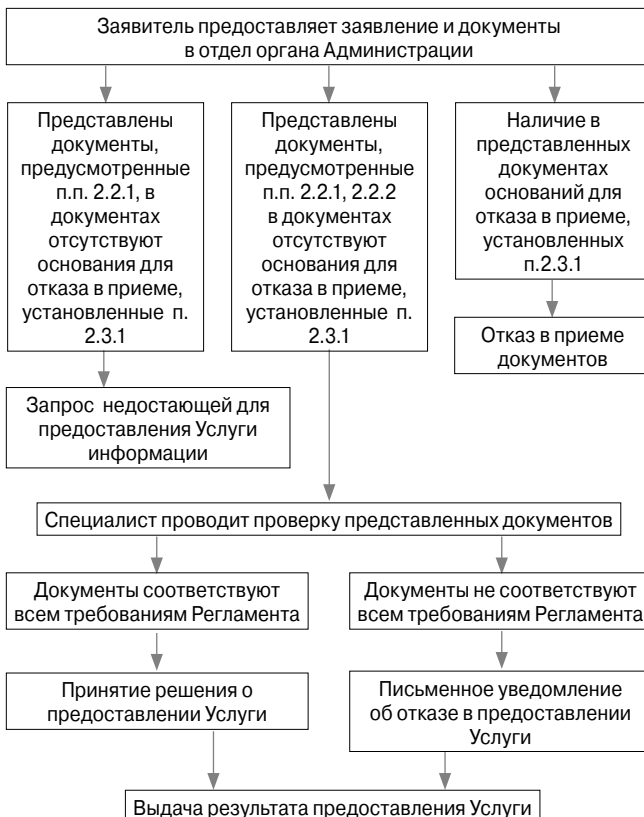 Заявитель предоставляет заявление и документы
в отдел органа Администрации
Представлены
документы,
предусмотренные
п.п. 2.2.1, в
документах
отсутствуют
основания для
отказа в приеме,
установленные п.
2.3.1
Представлены
документы,
предусмотренные
п.п. 2.2.1, 2.2.2
в документах
отсутствуют
основания для
отказа в приеме,
установленные п.
2.3.1
Наличие в
представленных
документах
оснований для
отказа в приеме,
установленных
п.2.3.1
Отказ в приеме
документов
Запрос недостающей для
предоставления Услуги
информации
Специалист проводит проверку представленных документов
Документы соответствуют
всем требованиям Регламента
Документы не соответствуют
всем требованиям Регламента
Принятие решения о
предоставлении Услуги
Письменное уведомление
об отказе в предоставлении
Услуги
Выдача результата предоставления Услуги